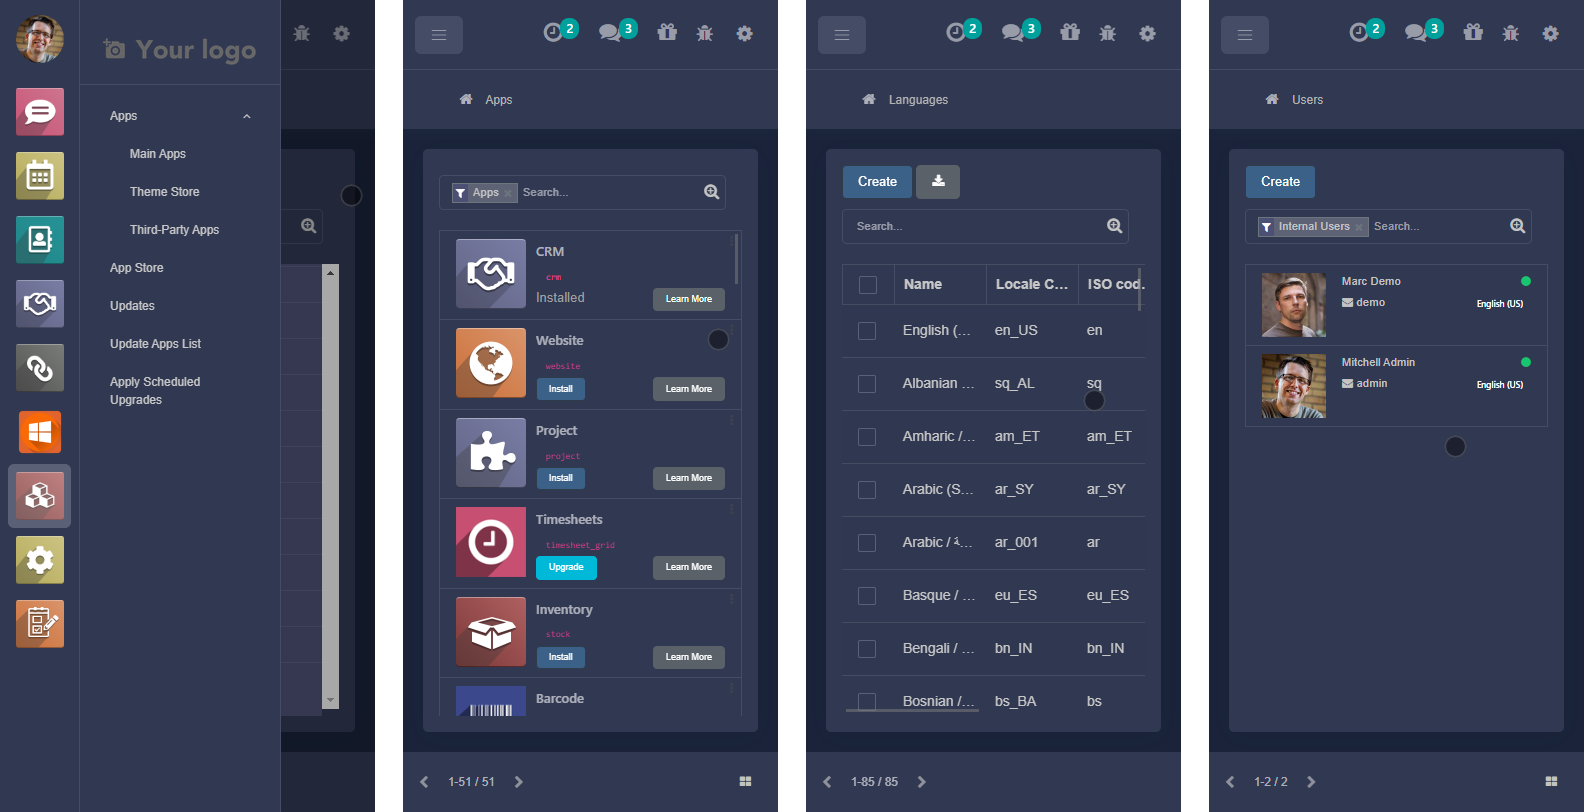 Your logo
Apps
Main Apps
Theme Store
Third-Party Apps
App Store
Updates
Update Apps List
Apply Scheduled
Upgrades
2
3
Apps
Apps × Search...
CRM
crm
Installed
Learn More
Website
website
Install
Learn More
Project
project
Install
Learn More
Timesheets
timesheet_grid
Upgrade
Learn More
Inventory
stock
Install
Learn More
Barcode
1-51 / 51
2
3
Languages
Create
Search...
Name Locale C... ISO cod.
English (... en_US en
Albanian ... sq_AL sq
Amharic /... am_ET am_ET
Arabic (S... ar_SY ar_SY
Arabic / ... ar_001 ar
Basque / ... eu_ES eu_ES
Bengali / ... bn_IN bn_IN
Bosnian /... bs_BA bs
1-85 / 85
2
3
Users
Create
Internal Users × Search...
Marc Demo
demo
English (US)
Mitchell Admin
admin
English (US)
1-2 / 2